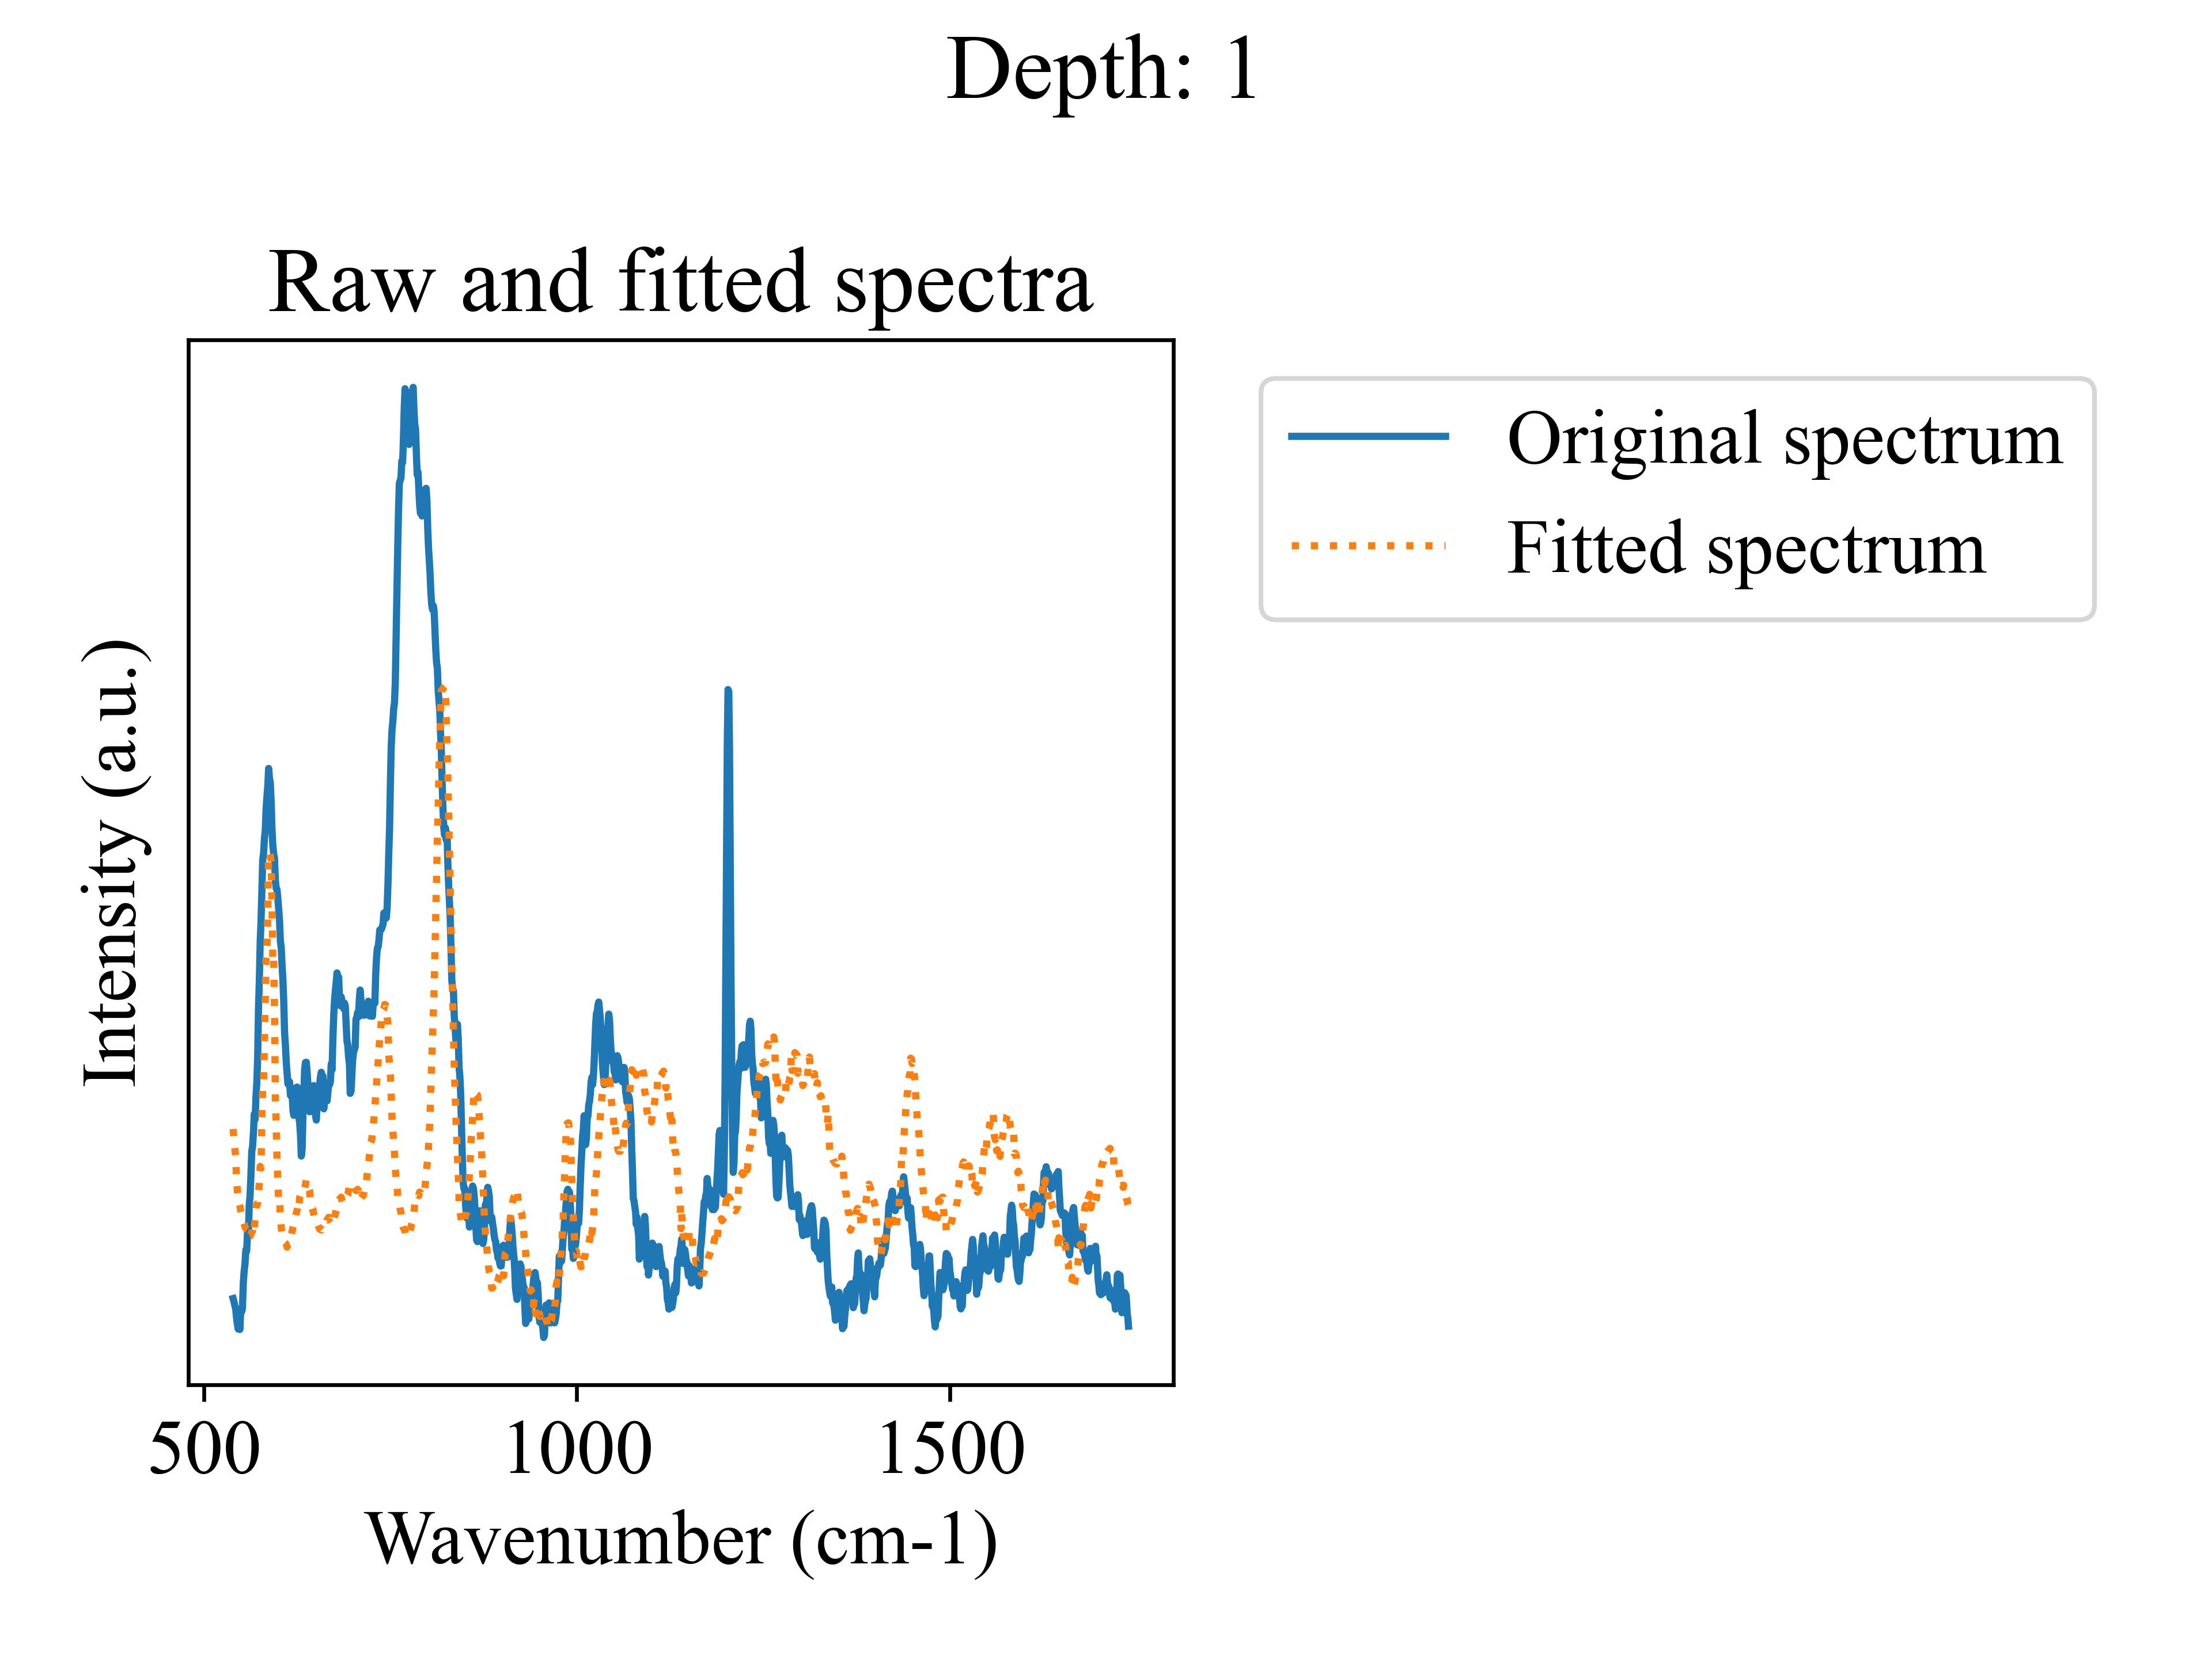 Depth: 1
Raw and fitted spectra
Original spectrum
Fitted spectrum
Intensity (a.u.)
500
1000
1500
Wavenumber (cm-1)